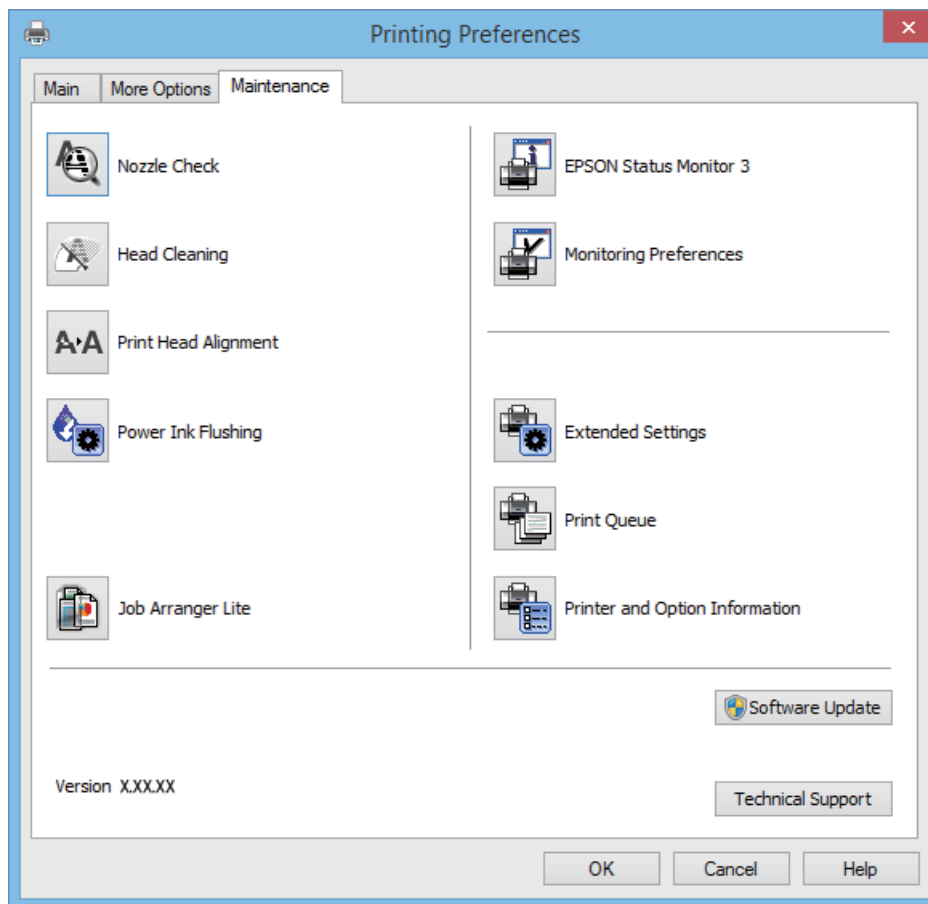 Printing Preferences
Main
More Options
Maintenance
Nozzle Check
Head Cleaning
Print Head Alignment
Power Ink Flushing
Job Arranger Lite
EPSON Status Monitor 3
Monitoring Preferences
Extended Settings
Print Queue
Printer and Option Information
Software Update
Version X.XX.XX
Technical Support
OK
Cancel
Help